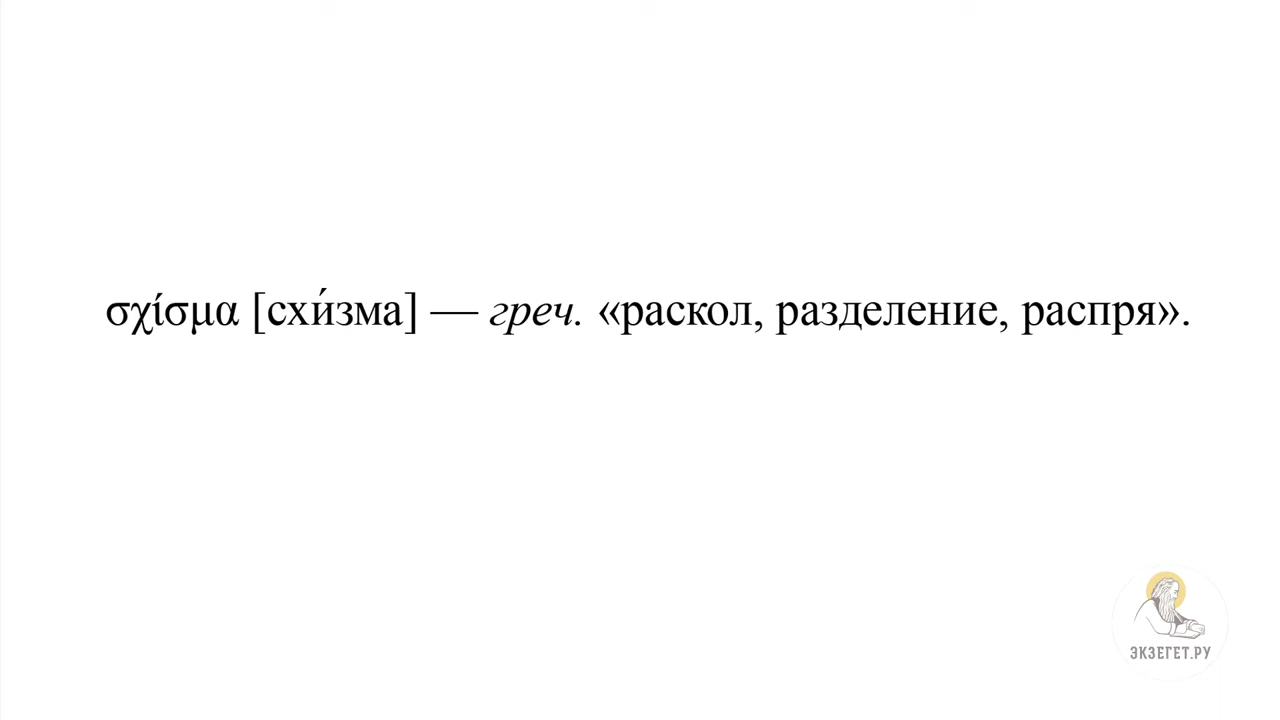 σχίσμα [схи́зма] — греч. «раскол, разделение, распря».
ЭКЗЕГЕТ.РУ